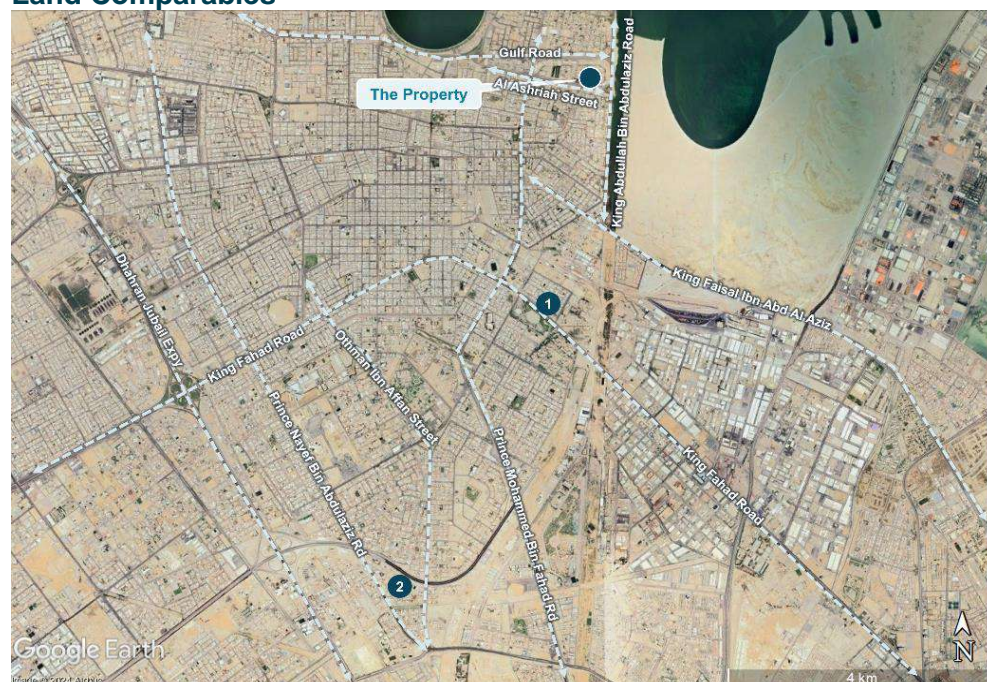 Land Comparables
Gulf Road
The Property
Al Ashriah Street
King Abdullah Bin Abdulaziz Road
Dhahran Jubail Expy
King Fahad Road
Othman Ibn Affan Street
Prince Nayef Bin Abdulaziz Rd
1
King Faisal Ibn Abd Al Aziz
Prince Mohammed Bin Fahad Rd
King Fahad Road
2
Google Earth
N
4 km